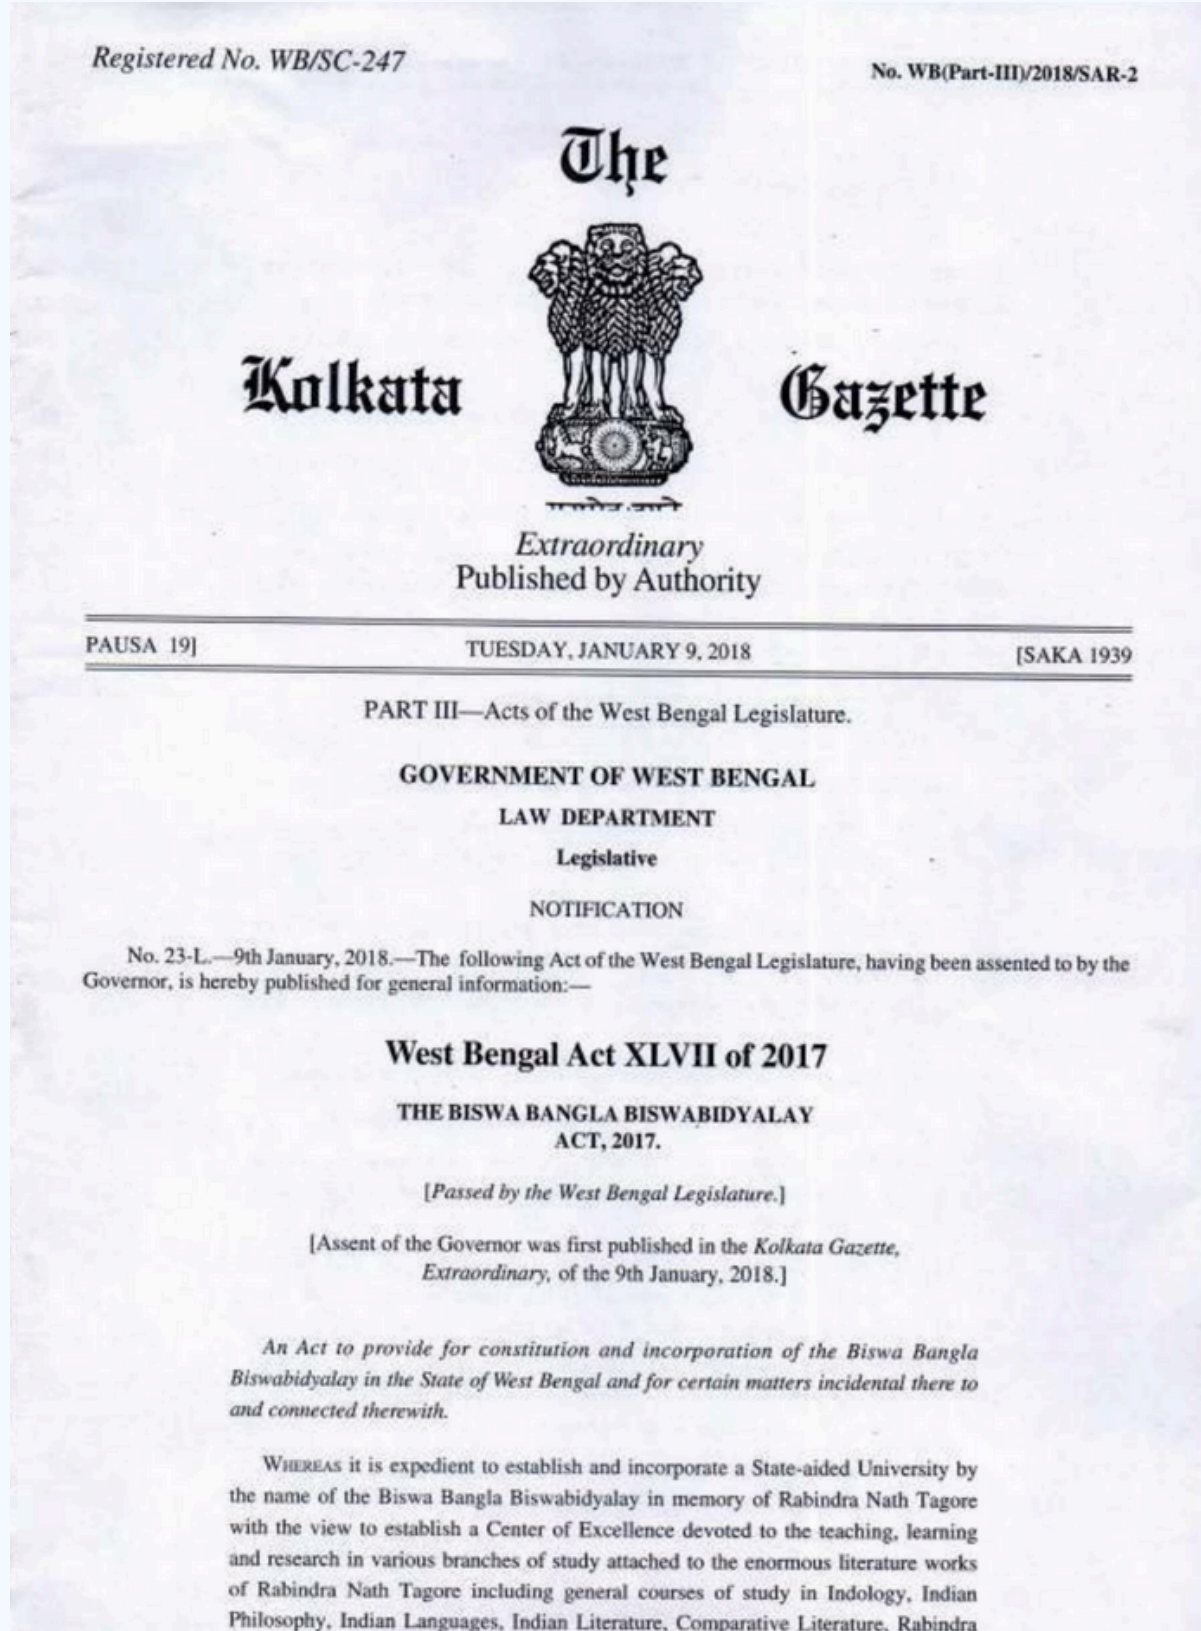 Registered No. WB/SC-247
No. WB(Part-III)/2018/SAR-2
The
Kolkata Gazette
Extraordinary
Published by Authority
PAUSA 19] TUESDAY, JANUARY 9, 2018 [SAKA 1939
PART III—Acts of the West Bengal Legislature.
GOVERNMENT OF WEST BENGAL
LAW DEPARTMENT
Legislative
NOTIFICATION
No. 23-L.—9th January, 2018.—The following Act of the West Bengal Legislature, having been assented to by the
Governor, is hereby published for general information:—
West Bengal Act XLVII of 2017
THE BISWA BANGLA BISWABIDYALAY
ACT, 2017.
[Passed by the West Bengal Legislature.]
[Assent of the Governor was first published in the Kolkata Gazette,
Extraordinary, of the 9th January, 2018.]
An Act to provide for constitution and incorporation of the Biswa Bangla
Biswabidyalay in the State of West Bengal and for certain matters incidental there to
and connected therewith.
WHEREAS it is expedient to establish and incorporate a State-aided University by
the name of the Biswa Bangla Biswabidyalay in memory of Rabindra Nath Tagore
with the view to establish a Center of Excellence devoted to the teaching, learning
and research in various branches of study attached to the enormous literature works
of Rabindra Nath Tagore including general courses of study in Indology, Indian
Philosophy, Indian Languages, Indian Literature, Comparative Literature, Rabindra